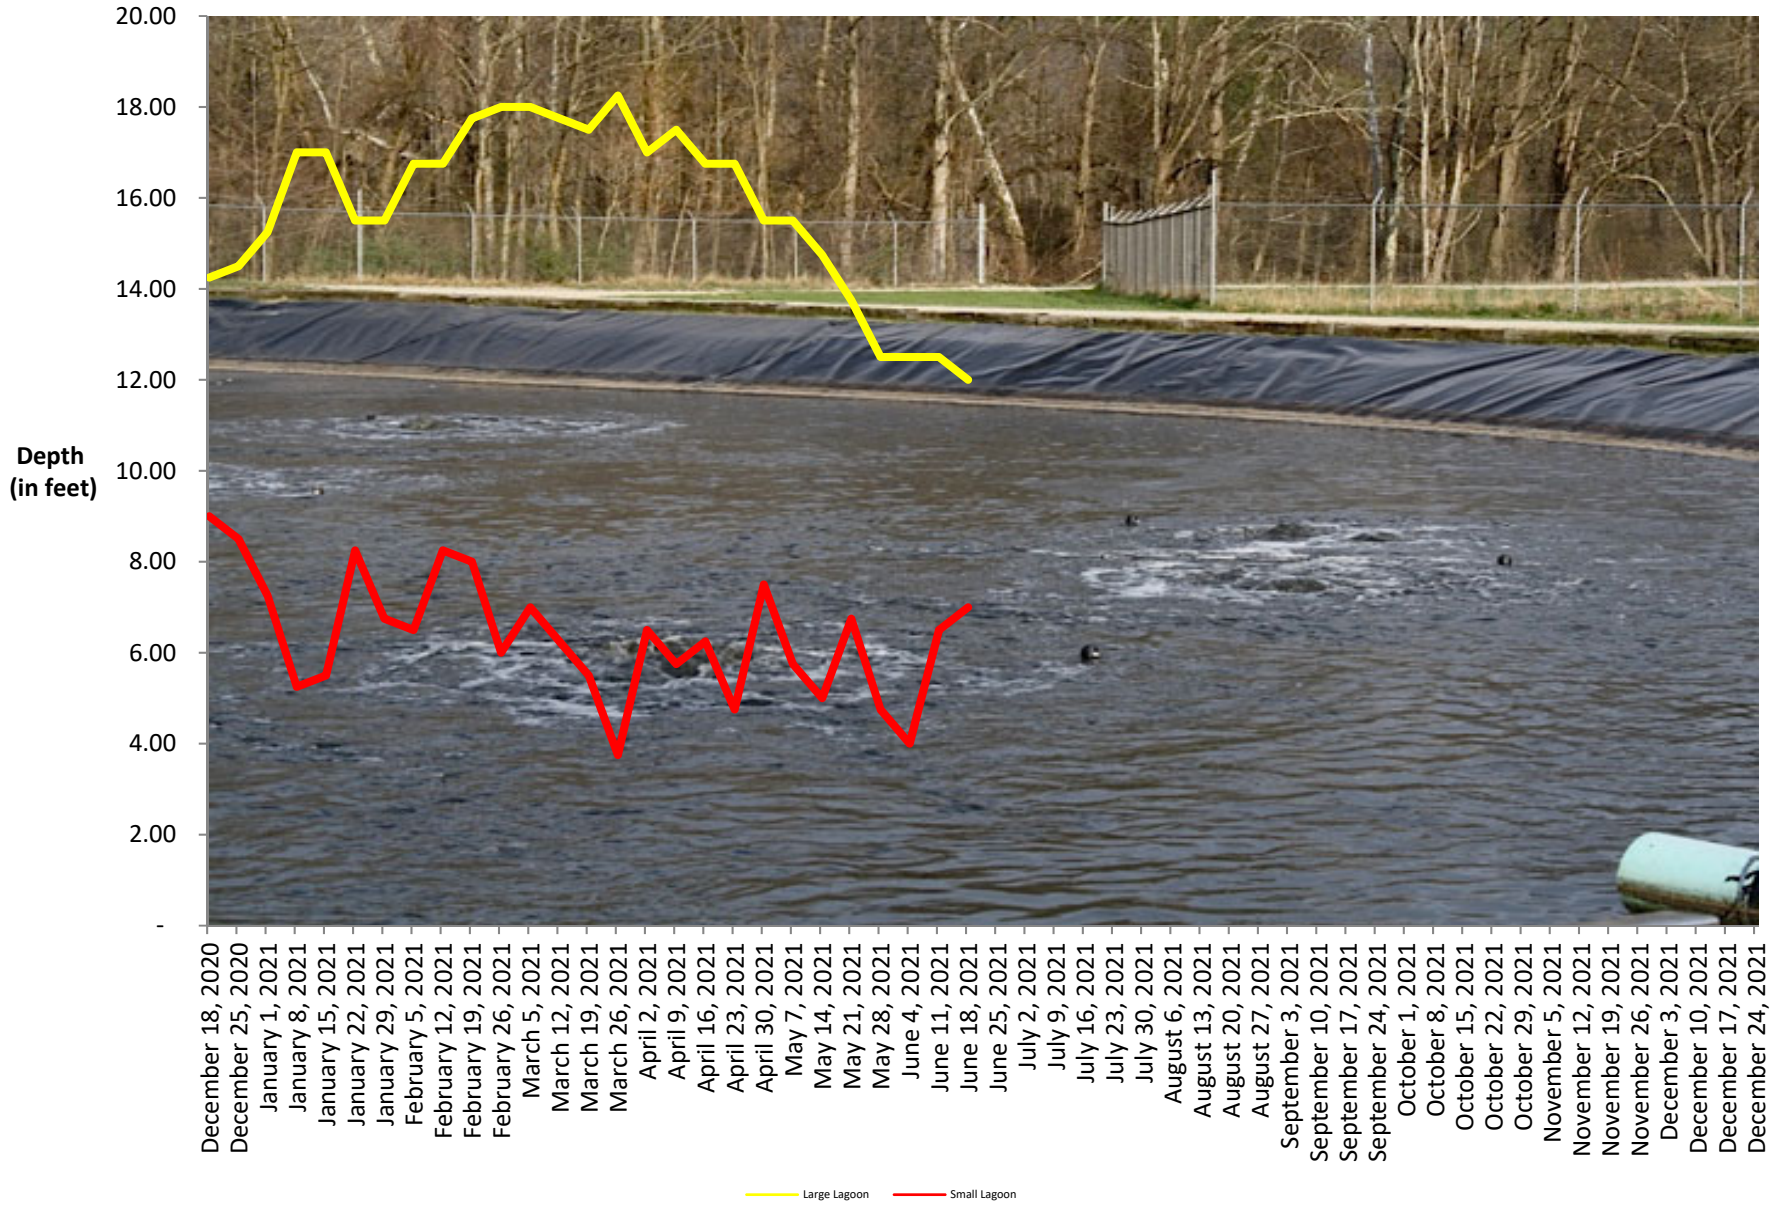 20.00
18.00
16.00
14.00
12.00
10.00
8.00
6.00
4.00
2.00
-
Depth
(in feet)
December 18, 2020
December 25, 2020
January 1, 2021
January 8, 2021
January 15, 2021
January 22, 2021
January 29, 2021
February 5, 2021
February 12, 2021
February 19, 2021
February 26, 2021
March 5, 2021
March 12, 2021
March 19, 2021
March 26, 2021
April 2, 2021
April 9, 2021
April 16, 2021
April 23, 2021
April 30, 2021
May 7, 2021
May 14, 2021
May 21, 2021
May 28, 2021
June 4, 2021
June 11, 2021
June 18, 2021
June 25, 2021
July 2, 2021
July 9, 2021
July 16, 2021
July 23, 2021
July 30, 2021
August 6, 2021
August 13, 2021
August 20, 2021
August 27, 2021
September 3, 2021
September 10, 2021
September 17, 2021
September 24, 2021
October 1, 2021
October 8, 2021
October 15, 2021
October 22, 2021
October 29, 2021
November 5, 2021
November 12, 2021
November 19, 2021
November 26, 2021
December 3, 2021
December 10, 2021
December 17, 2021
December 24, 2021
Large Lagoon
Small Lagoon